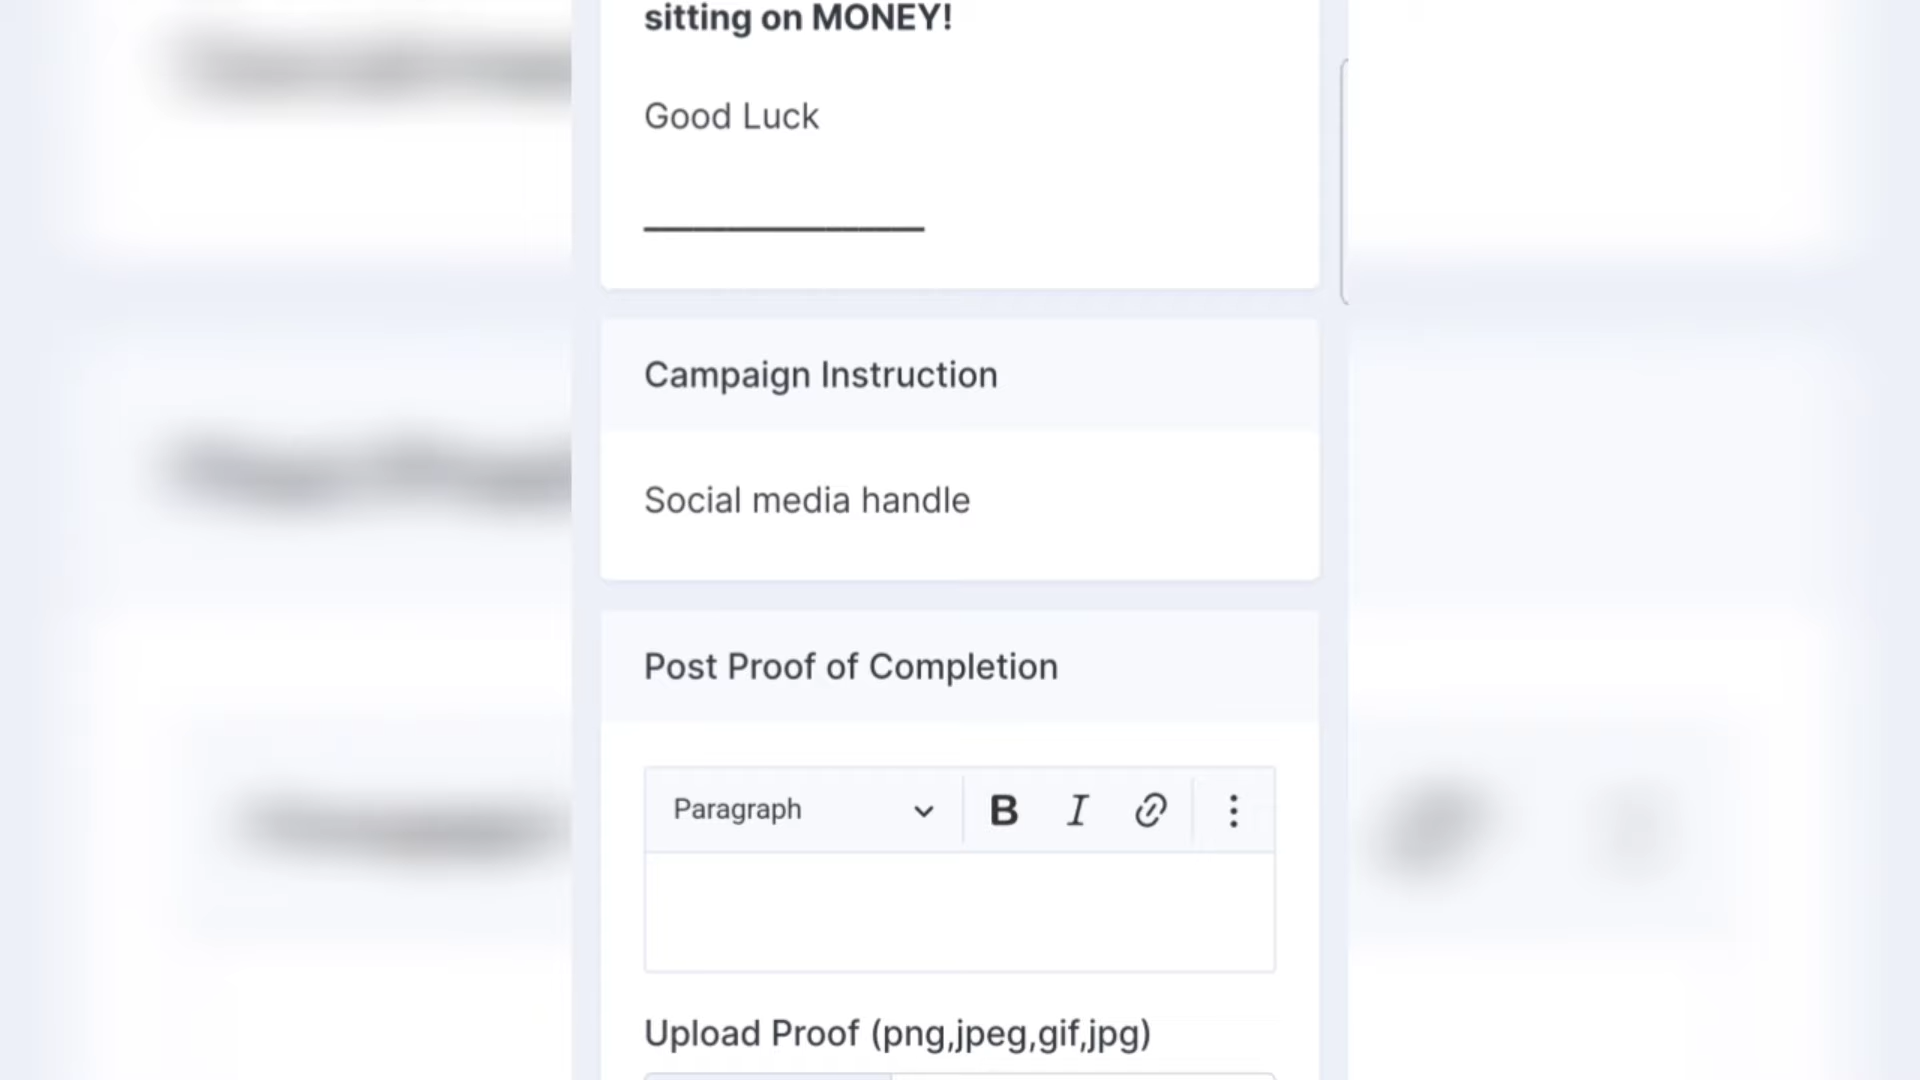 sitting on MONEY!
Good Luck
Campaign Instruction
Social media handle
Post Proof of Completion
Paragraph B I
Upload Proof (png,jpeg,gif,jpg)